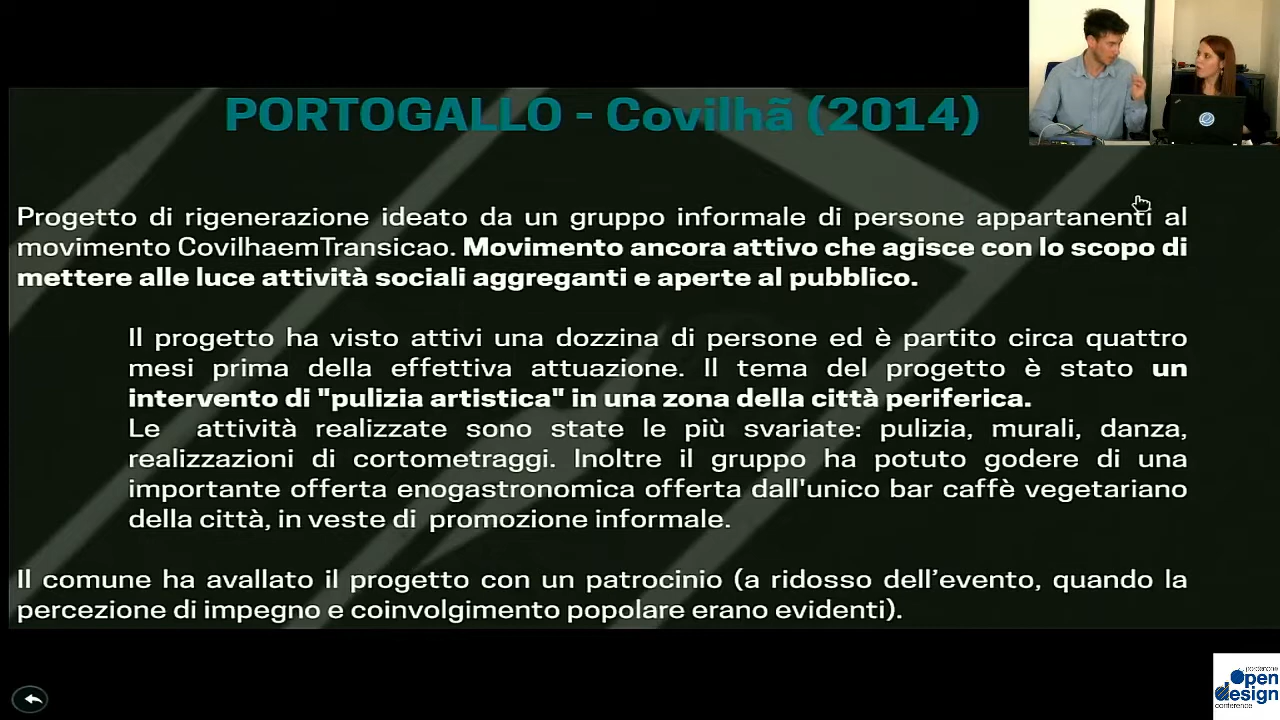 PORTOGALLO - Covilhã (2014)
Progetto di rigenerazione ideato da un gruppo informale di persone appartanenti al
movimento CovilhaemTransicao. Movimento ancora attivo che agisce con lo scopo di
mettere alle luce attività sociali aggreganti e aperte al pubblico.
Il progetto ha visto attivi una dozzina di persone ed è partito circa quattro
mesi prima della effettiva attuazione. Il tema del progetto è stato un
intervento di "pulizia artistica" in una zona della città periferica.
Le attività realizzate sono state le più svariate: pulizia, murali, danza,
realizzazioni di cortometraggi. Inoltre il gruppo ha potuto godere di una
importante offerta enogastronomica offerta dall'unico bar caffè vegetariano
della città, in veste di promozione informale.
Il comune ha avallato il progetto con un patrocinio (a ridosso dell’evento, quando la
percezione di impegno e coinvolgimento popolare erano evidenti).
pordenone
open
design
conference